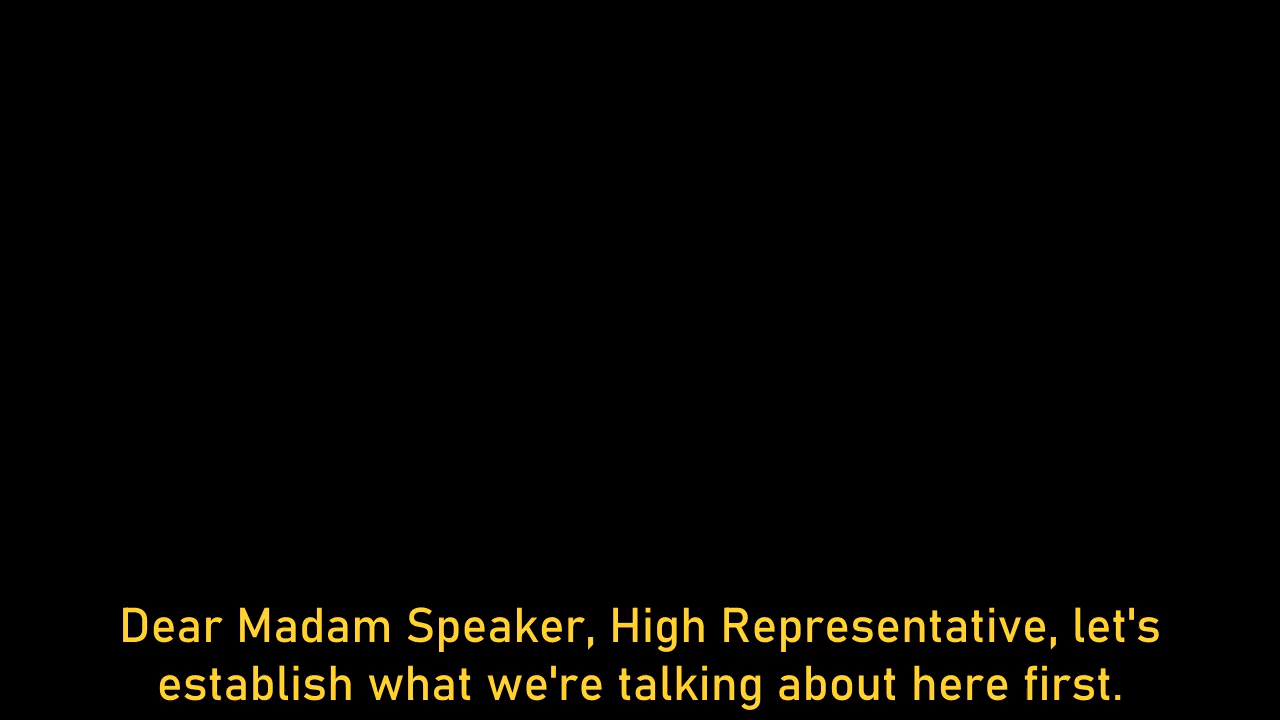 Dear Madam Speaker, High Representative, let's
establish what we're talking about here first.